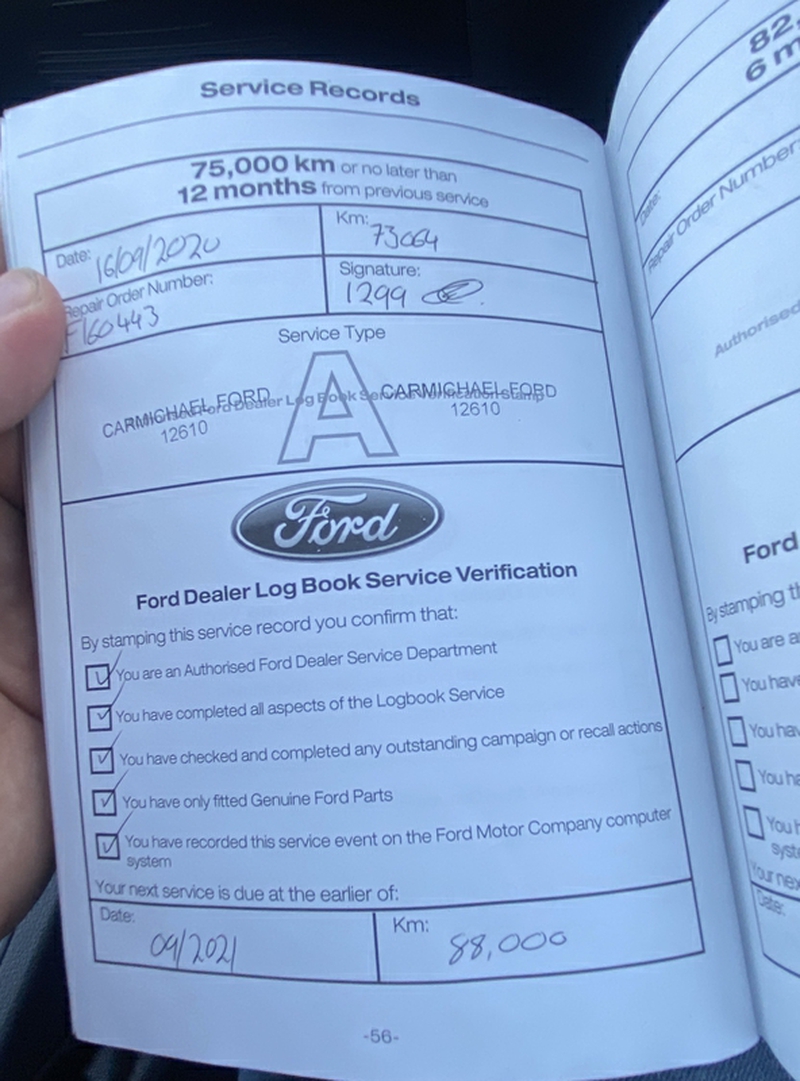 Service Records
75,000 km or no later than
12 months from previous service
Date: 16/09/2020
Km: 73064
Repair Order Number:
F160443
Signature:
1299
Service Type
A
CARMICHAEL FORD
12610
CARMICHAEL FORD
12610
Ford
Ford Dealer Log Book Service Verification
By stamping this service record you confirm that:
You are an Authorised Ford Dealer Service Department
You have completed all aspects of the Logbook Service
You have checked and completed any outstanding campaign or recall actions
You have only fitted Genuine Ford Parts
You have recorded this service event on the Ford Motor Company computer
system
Your next service is due at the earlier of:
Date:
09/2021
Km:
88,000
-56-
82,
6 m
Date:
Repair Order Number:
Authorised
Ford
By stamping th
You are a
You have
You hav
You ha
You h
syste
Your nex
Date: